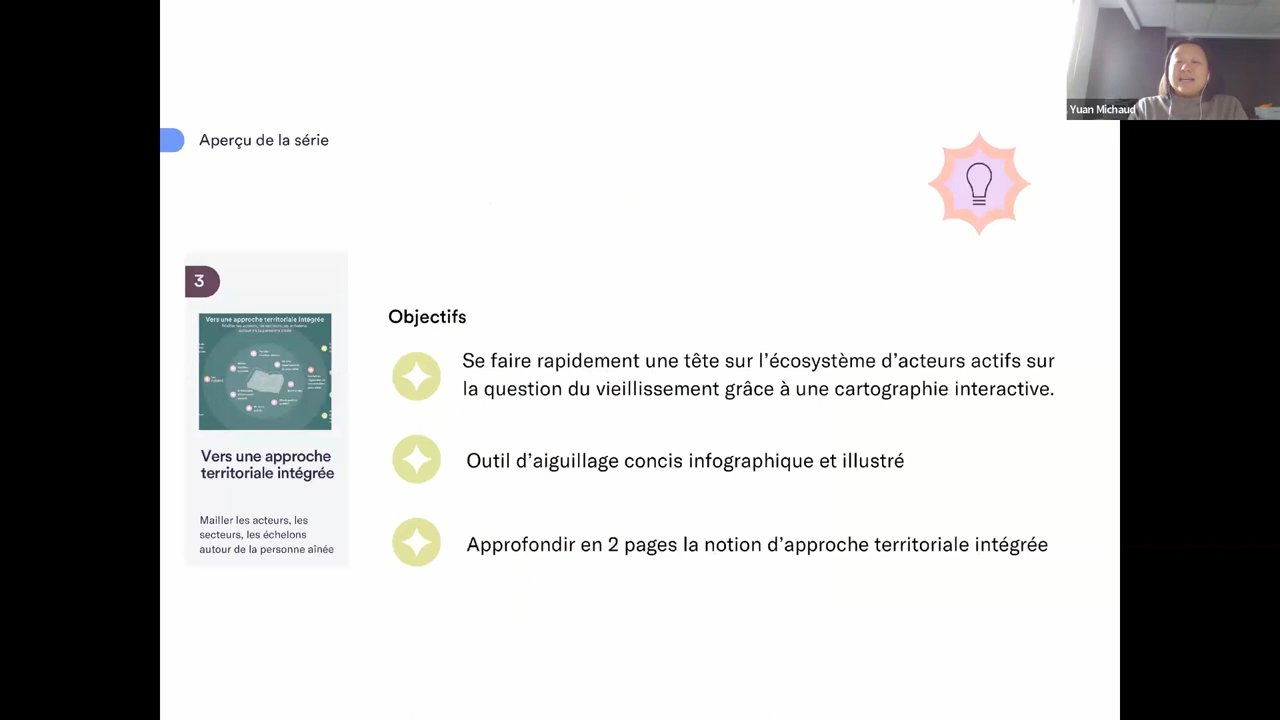 Yuan Michaud
Aperçu de la série
3
Vers une approche territoriale intégrée
Vers une approche
territoriale intégrée
Mailler les acteurs, les
secteurs, les échelons
autour de la personne aînée
Objectifs
Se faire rapidement une tête sur l'écosystème d'acteurs actifs sur
la question du vieillissement grâce à une cartographie interactive.
Outil d'aiguillage concis infographique et illustré
Approfondir en 2 pages la notion d'approche territoriale intégrée